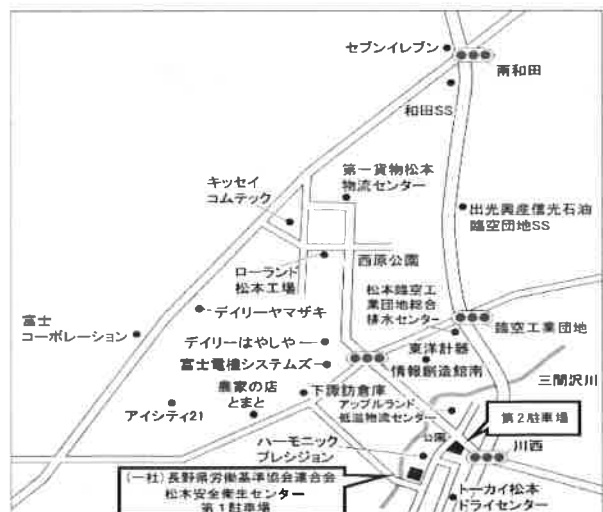 セブンイレブン
南和田
和田SS
第一貨物松本
物流センター
キッセイ
コムテック
出光興産信光石油
臨空団地SS
西原公園
ローランド
松本工場
松本臨空工
業団地総合
排水センター
デイリーヤマザキ
臨空工業団地
富士
コーポレーション
デイリーはやしや
東洋計器
情報創造館南
富士電機システムズ
三間沢川
農家の店
とまと
下諏訪倉庫
アップルランド
低温物流センター
アイシティ21
第2駐車場
公園
川西
ハーモニック
プレシジョン
(一社)長野県労働基準協会連合会
松本安全衛生センター
第1駐車場
トーカイ松本
ドライセンター